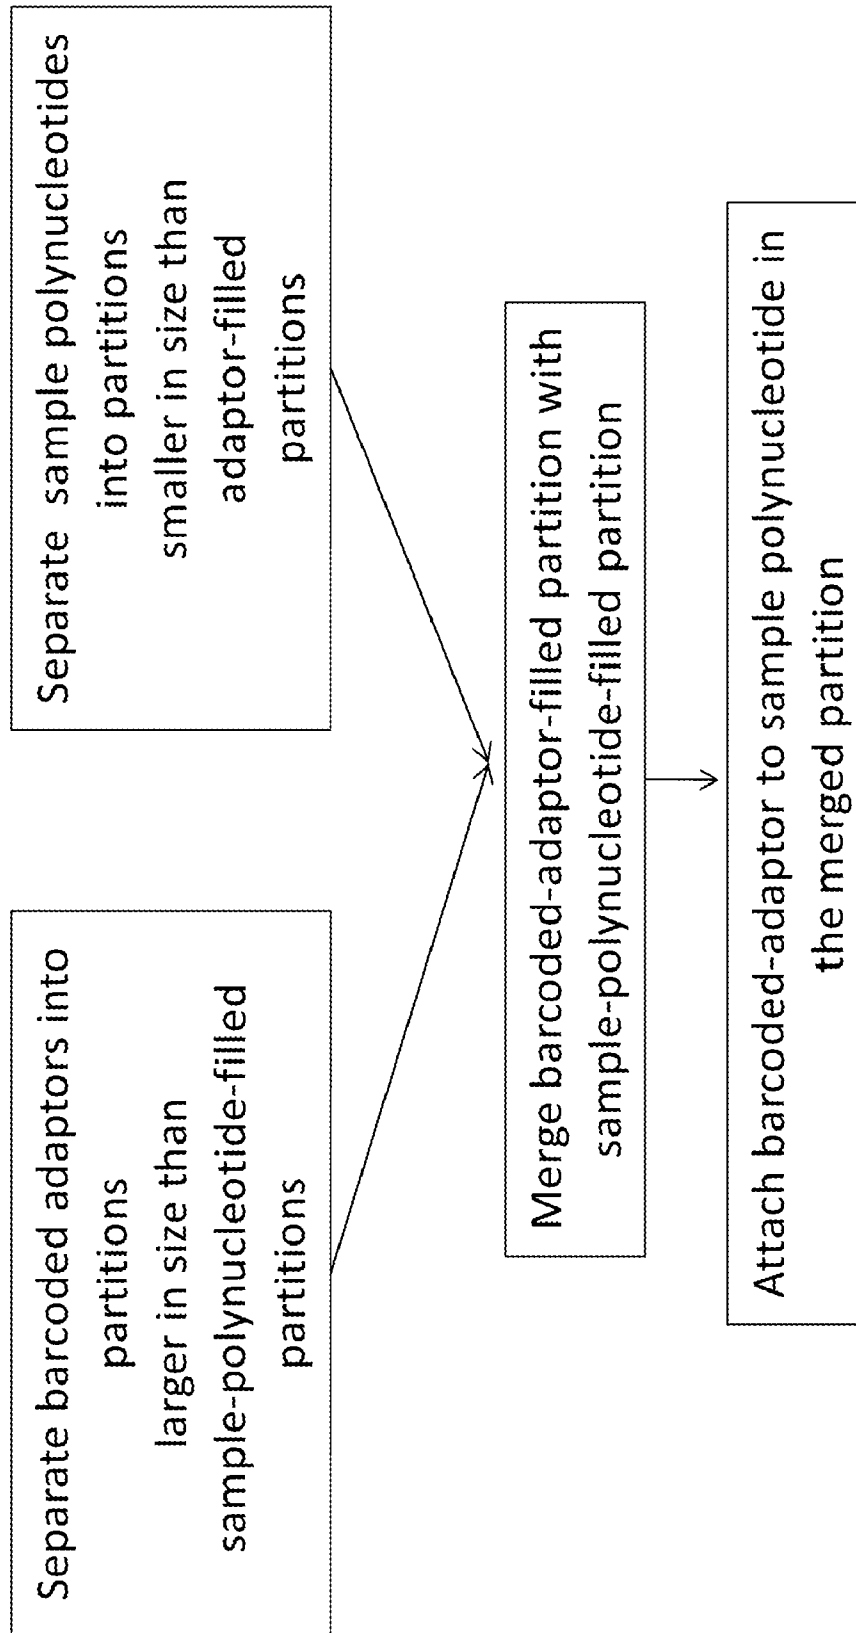 Separate barcoded adaptors into
partitions
larger in size than
sample-polynucleotide-filled
partitions
Separate sample polynucleotides
into partitions
smaller in size than
adaptor-filled
partitions
Merge barcoded-adaptor-filled partition with
sample-polynucleotide-filled partition
Attach barcoded-adaptor to sample polynucleotide in
the merged partition